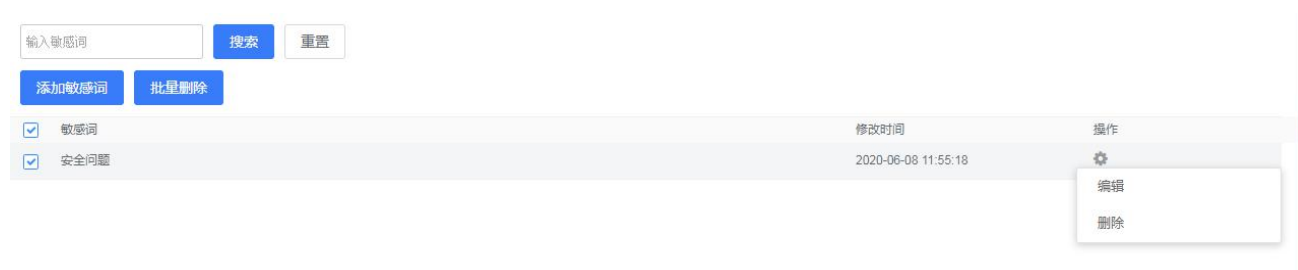 输入敏感词 搜索 重置
添加敏感词 批量删除
敏感词 修改时间 操作
安全问题 2020-06-08 11:55:18
编辑
删除